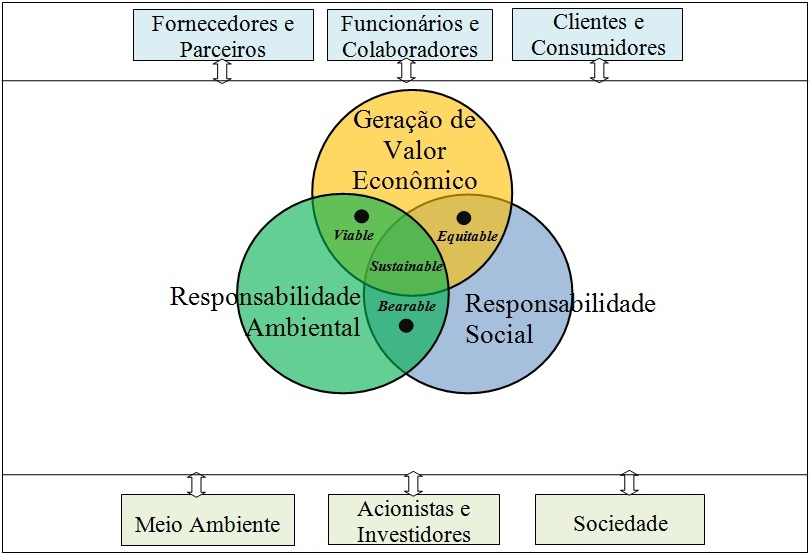 Fornecedores e
Parceiros
Funcionários e
Colaboradores
Clientes e
Consumidores
Geração de
Valor
Econômico
Viable
Equitable
Sustainable
Responsabilidade
Ambiental
Bearable
Responsabilidade
Social
Meio Ambiente
Acionistas e
Investidores
Sociedade